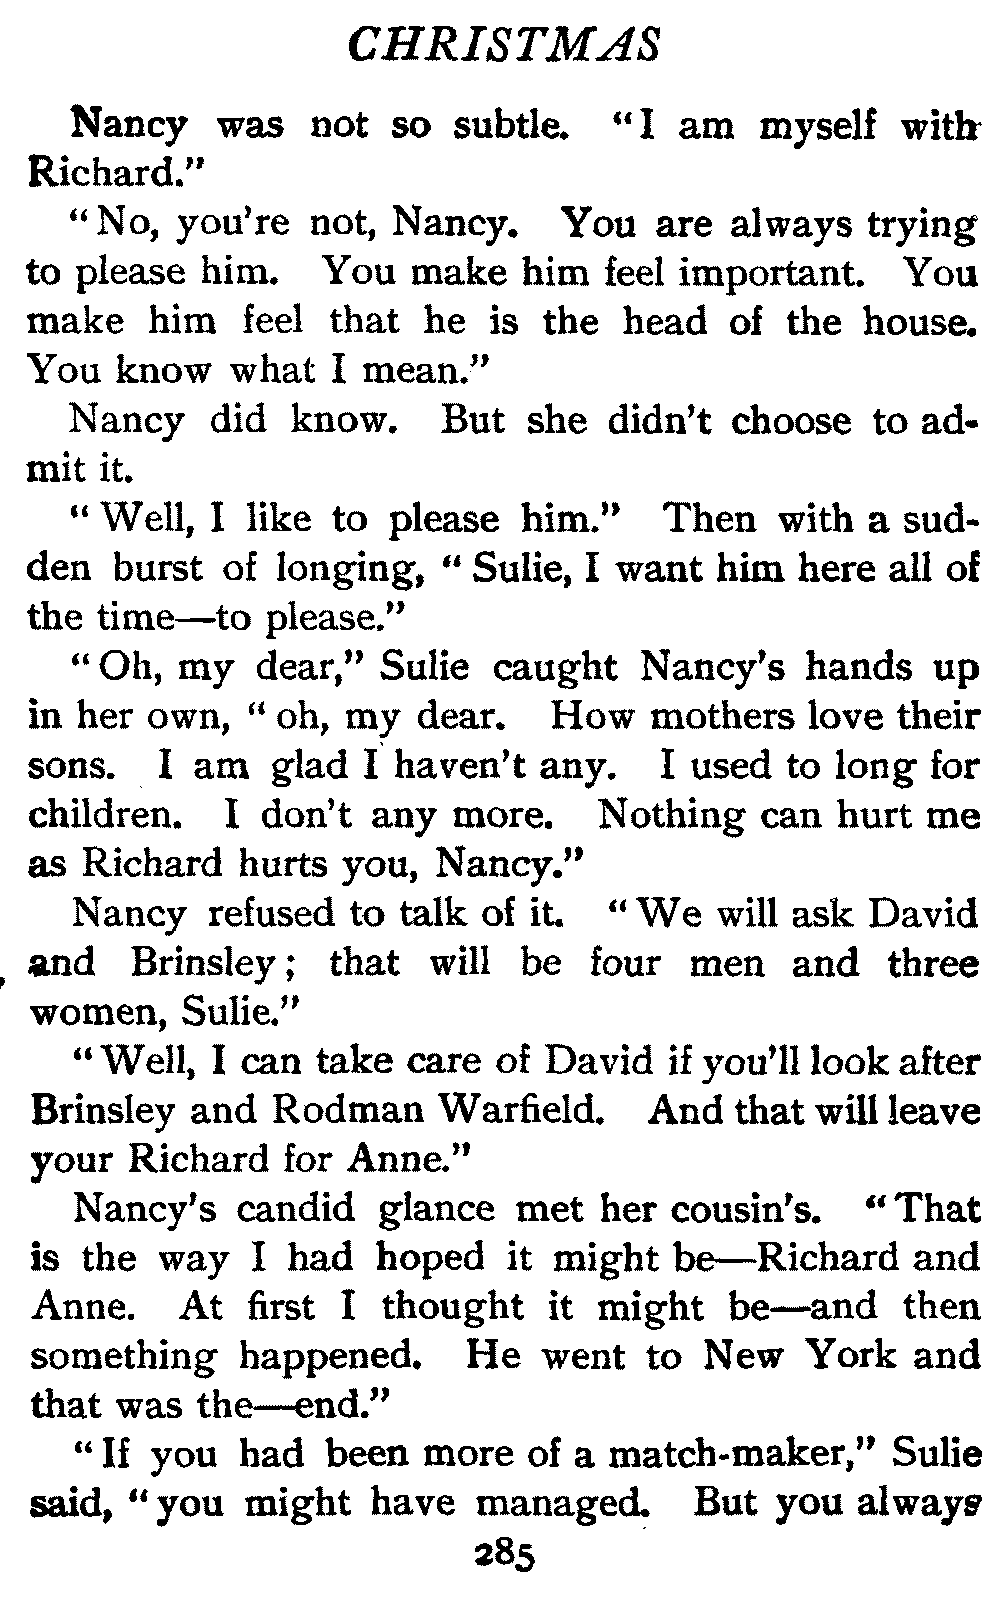 CHRISTMAS
Nancy was not so subtle. "I am myself with
Richard."
"No, you're not, Nancy. You are always trying
to please him. You make him feel important. You
make him feel that he is the head of the house.
You know what I mean."
Nancy did know. But she didn't choose to ad-
mit it.
"Well, I like to please him." Then with a sud-
den burst of longing, "Sulie, I want him here all of
the time—to please."
"Oh, my dear," Sulie caught Nancy's hands up
in her own, "oh, my dear. How mothers love their
sons. I am glad I haven't any. I used to long for
children. I don't any more. Nothing can hurt me
as Richard hurts you, Nancy."
Nancy refused to talk of it. "We will ask David
and Brinsley; that will be four men and three
women, Sulie."
"Well, I can take care of David if you'll look after
Brinsley and Rodman Warfield. And that will leave
your Richard for Anne."
Nancy's candid glance met her cousin's. "That
is the way I had hoped it might be—Richard and
Anne. At first I thought it might be—and then
something happened. He went to New York and
that was the—end."
"If you had been more of a match-maker," Sulie
said, "you might have managed. But you always
285